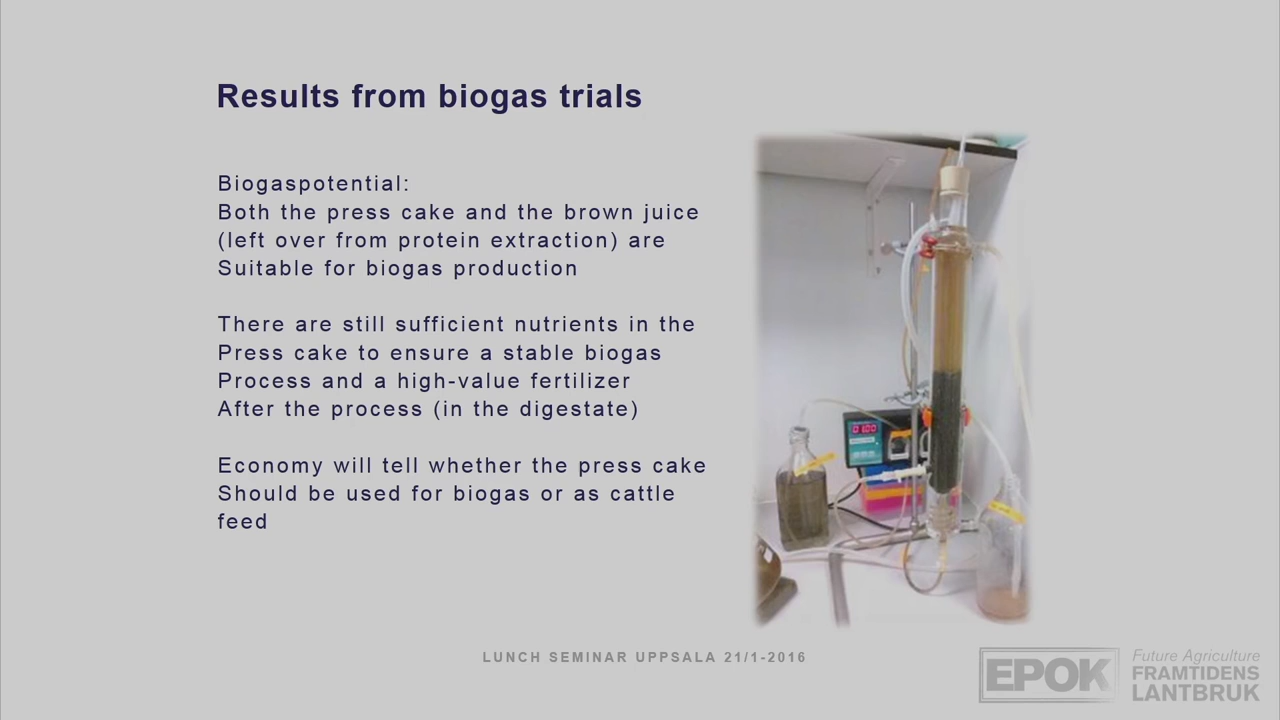 Results from biogas trials
Biogaspotential:
Both the press cake and the brown juice
(left over from protein extraction) are
Suitable for biogas production
There are still sufficient nutrients in the
Press cake to ensure a stable biogas
Process and a high-value fertilizer
After the process (in the digestate)
Economy will tell whether the press cake
Should be used for biogas or as cattle
feed
LUNCH SEMINAR UPPSALA 21/1-2016
EPOK
Future Agriculture
FRAMTIDENS
LANTBRUK